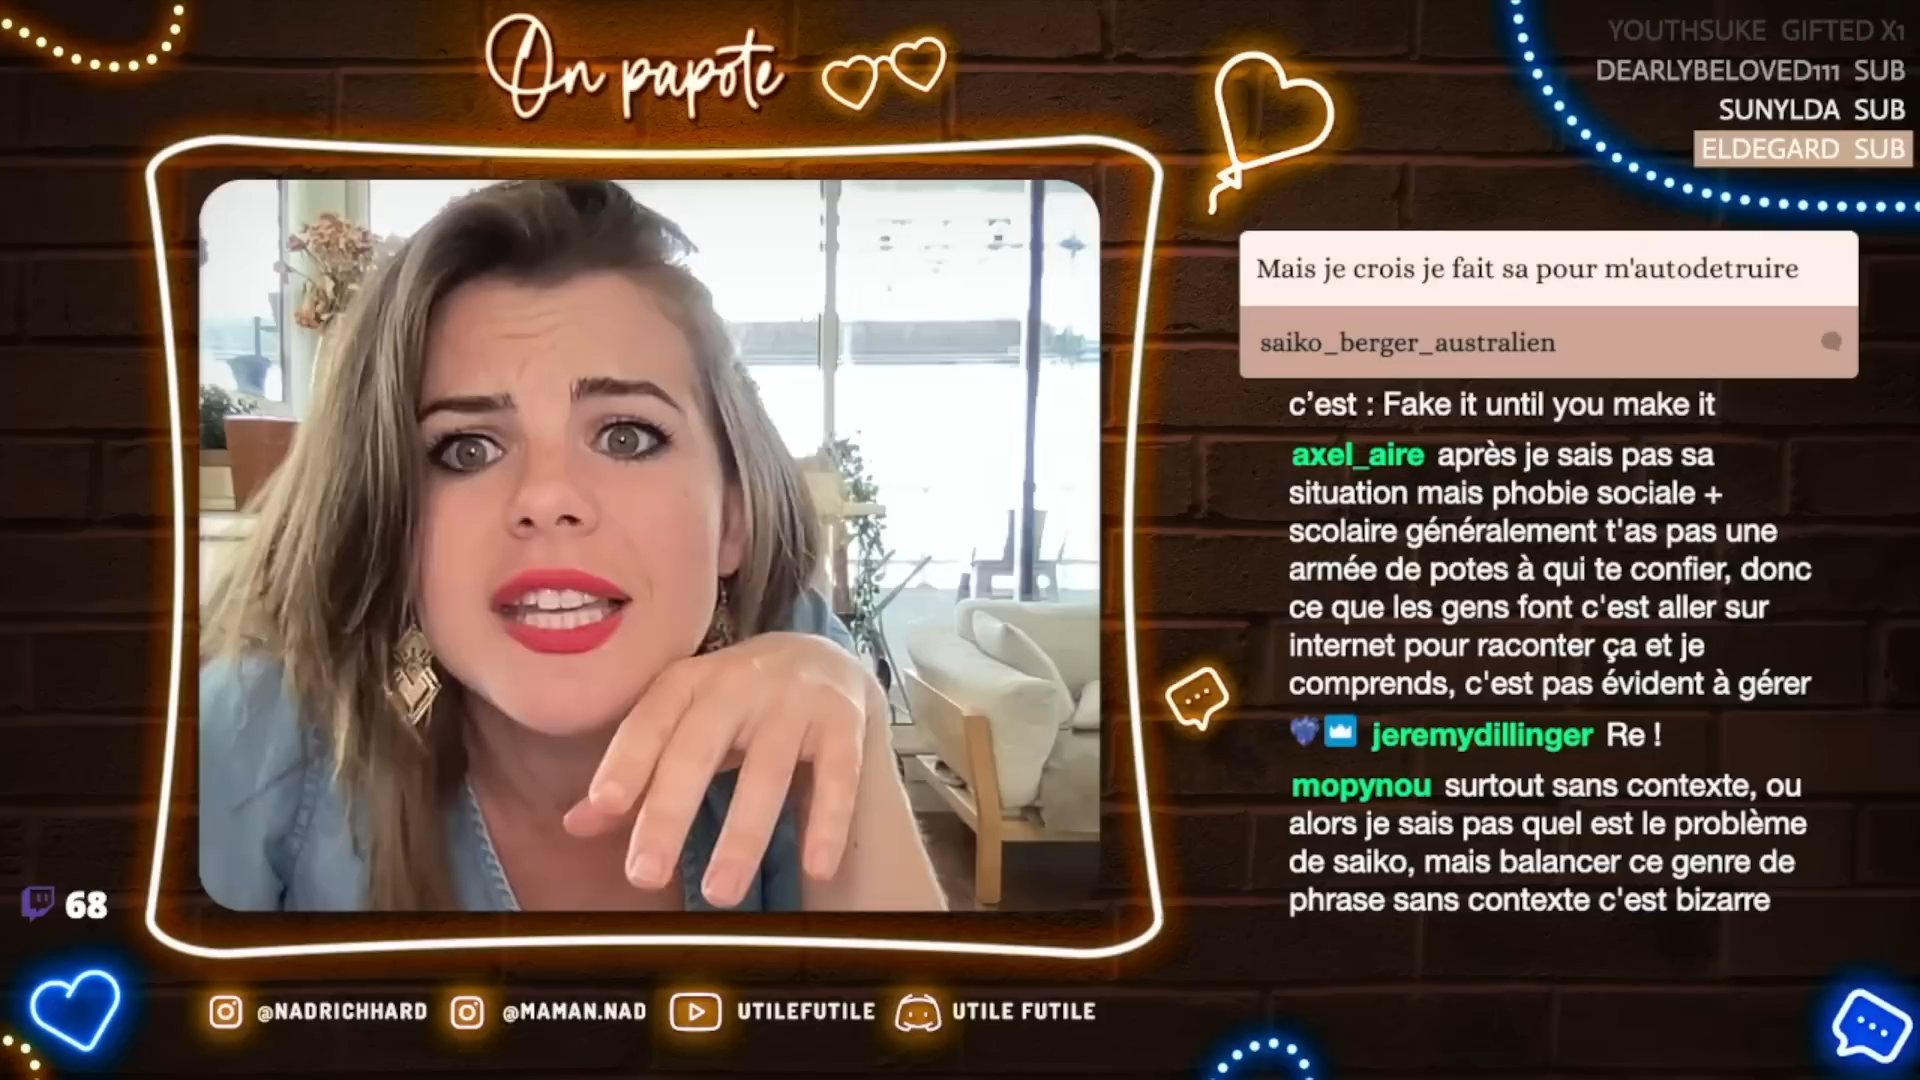 On papote
YOUTHSUKE GIFTED X1
DEARLYBELOVED111 SUB
SUNYLDA SUB
ELDEGARD SUB
Mais je crois je fait sa pour m'autodetruire
saiko_berger_australien
c’est : Fake it until you make it
axel_aire après je sais pas sa
situation mais phobie sociale +
scolaire généralement t'as pas une
armée de potes à qui te confier, donc
ce que les gens font c'est aller sur
internet pour raconter ça et je
comprends, c'est pas évident à gérer
jeremydillinger Re !
mopynou surtout sans contexte, ou
alors je sais pas quel est le problème
de saiko, mais balancer ce genre de
phrase sans contexte c'est bizarre
68
@NADRICHHARD @MAMAN.NAD UTILEFUTILE UTILE FUTILE